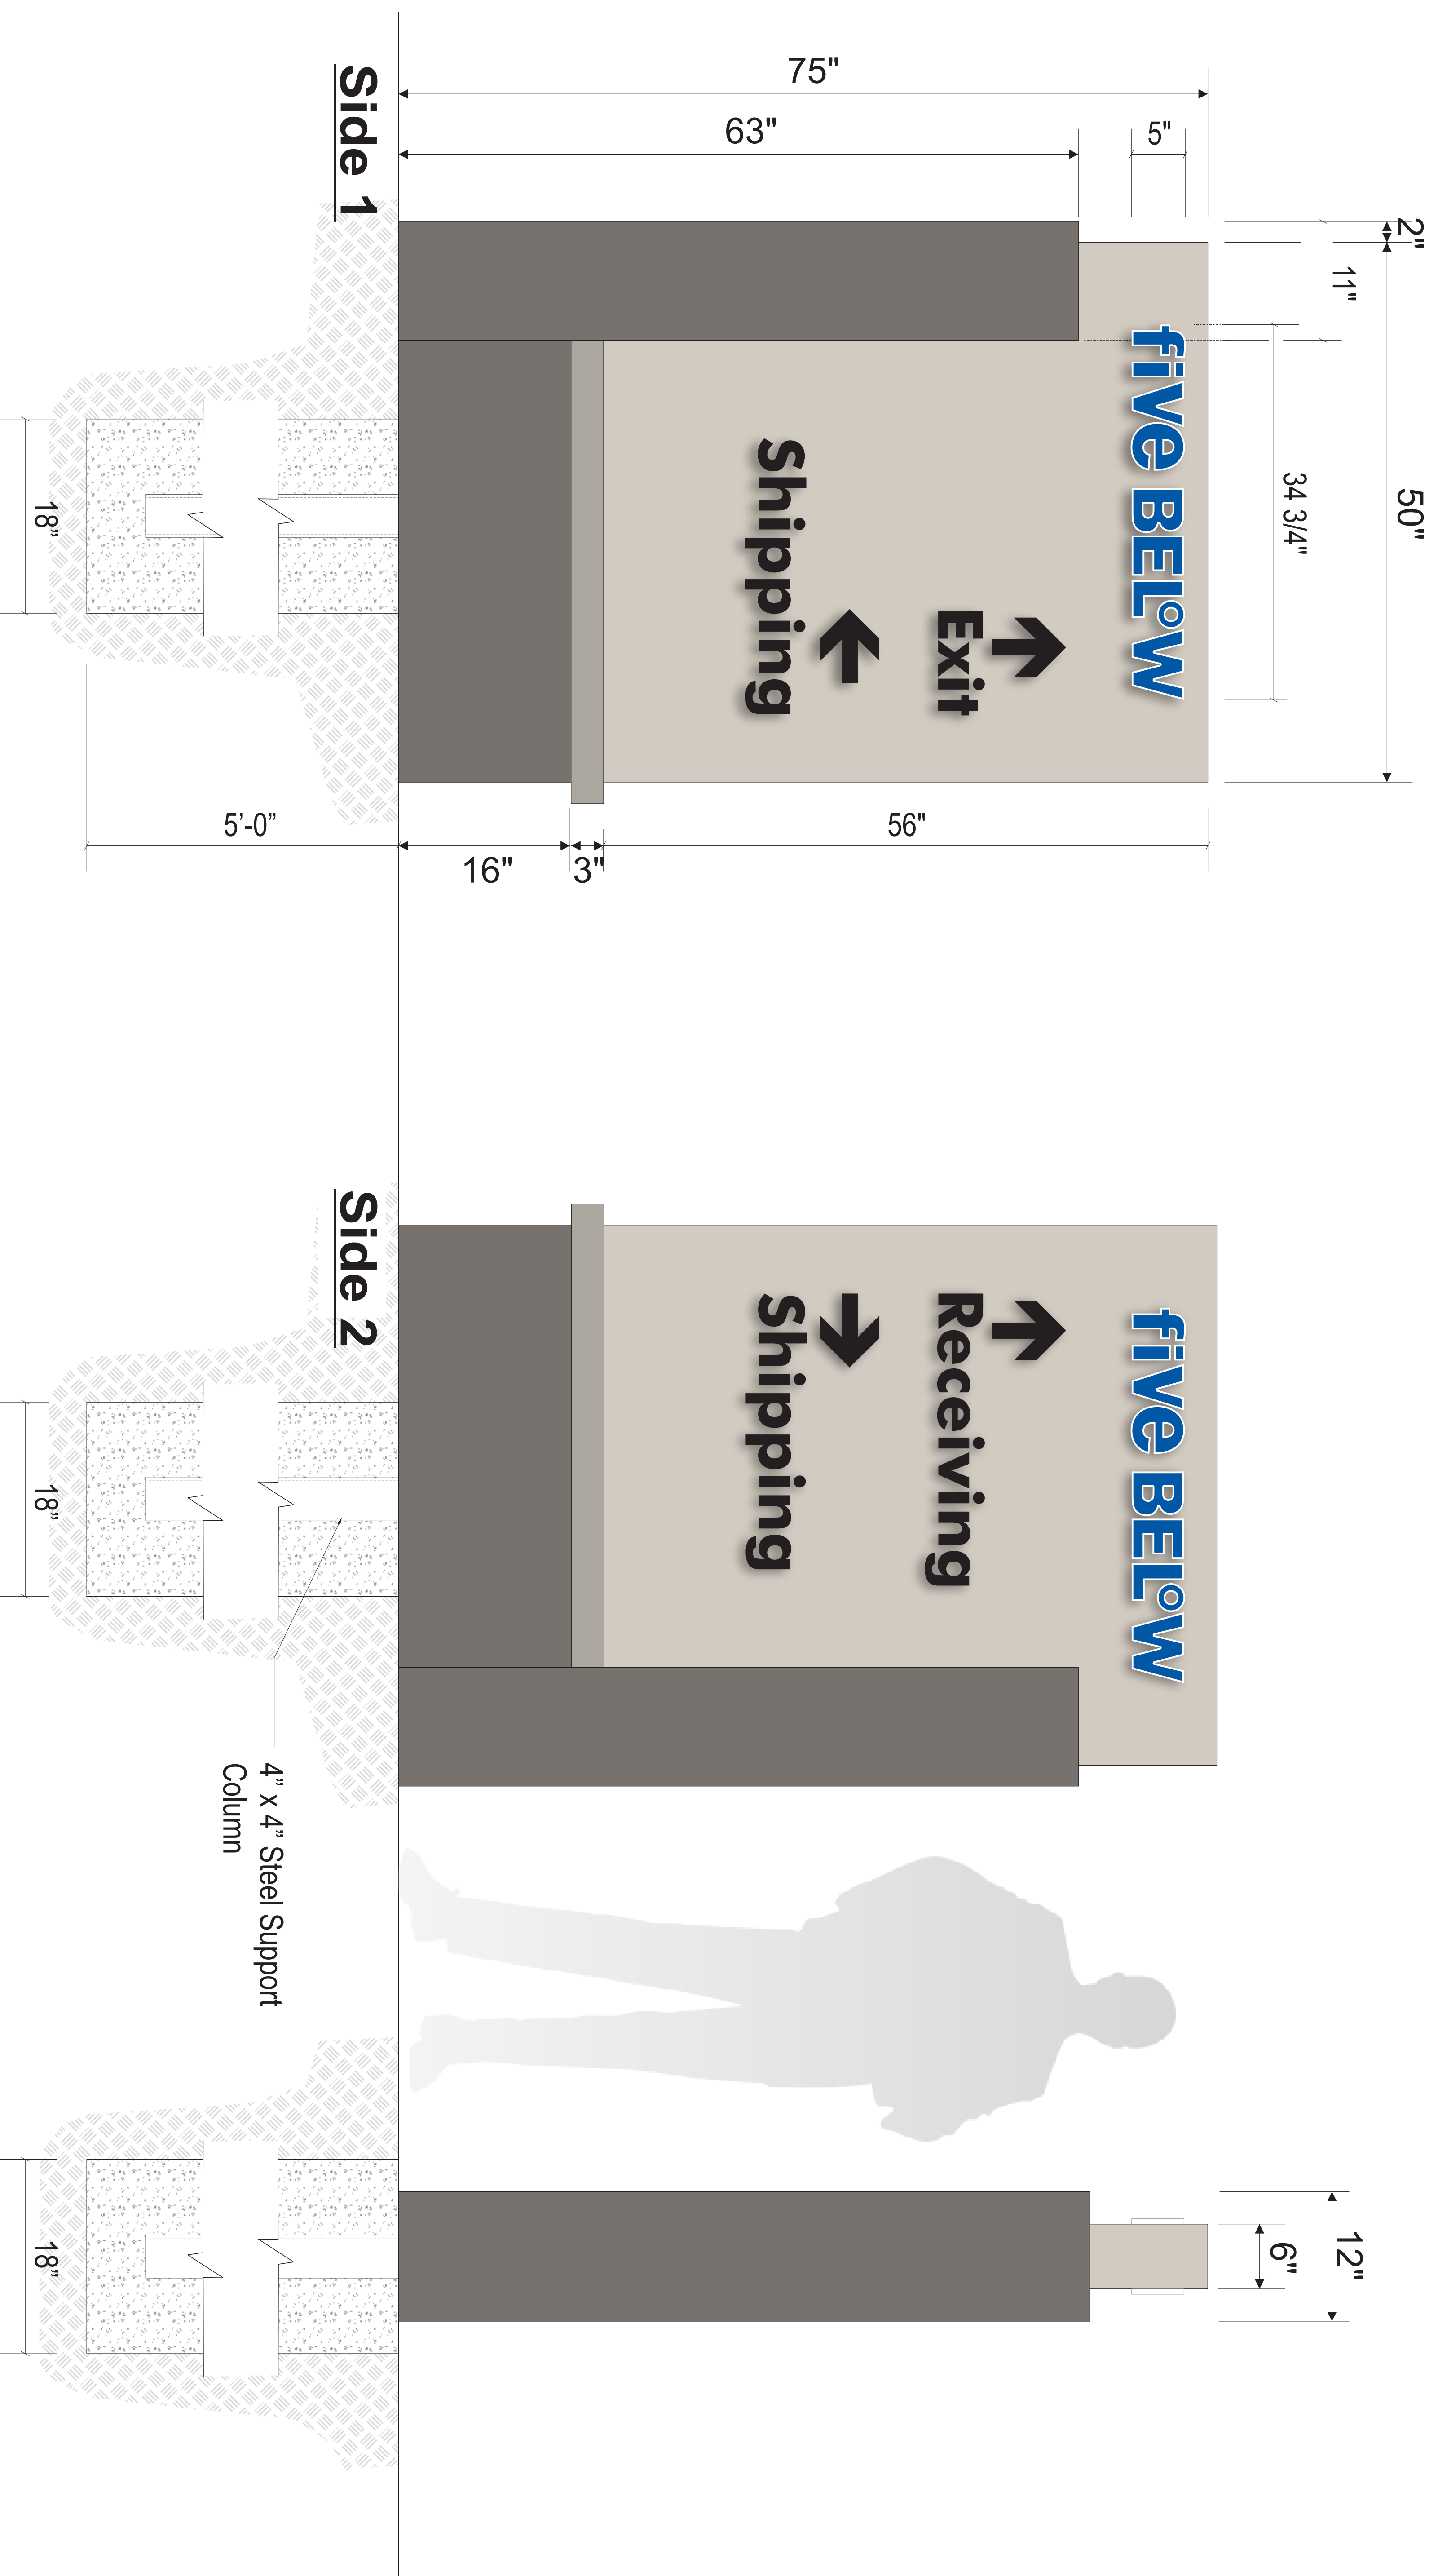 2"
50"
11"
34 3/4"
75"
63"
5"
five BELOW
Exit
Shipping
56"
3"
16"
5’-0”
18”
Side 1
five BELOW
Receiving
Shipping
18”
Side 2
4” x 4” Steel Support
Column
12"
6"
18”